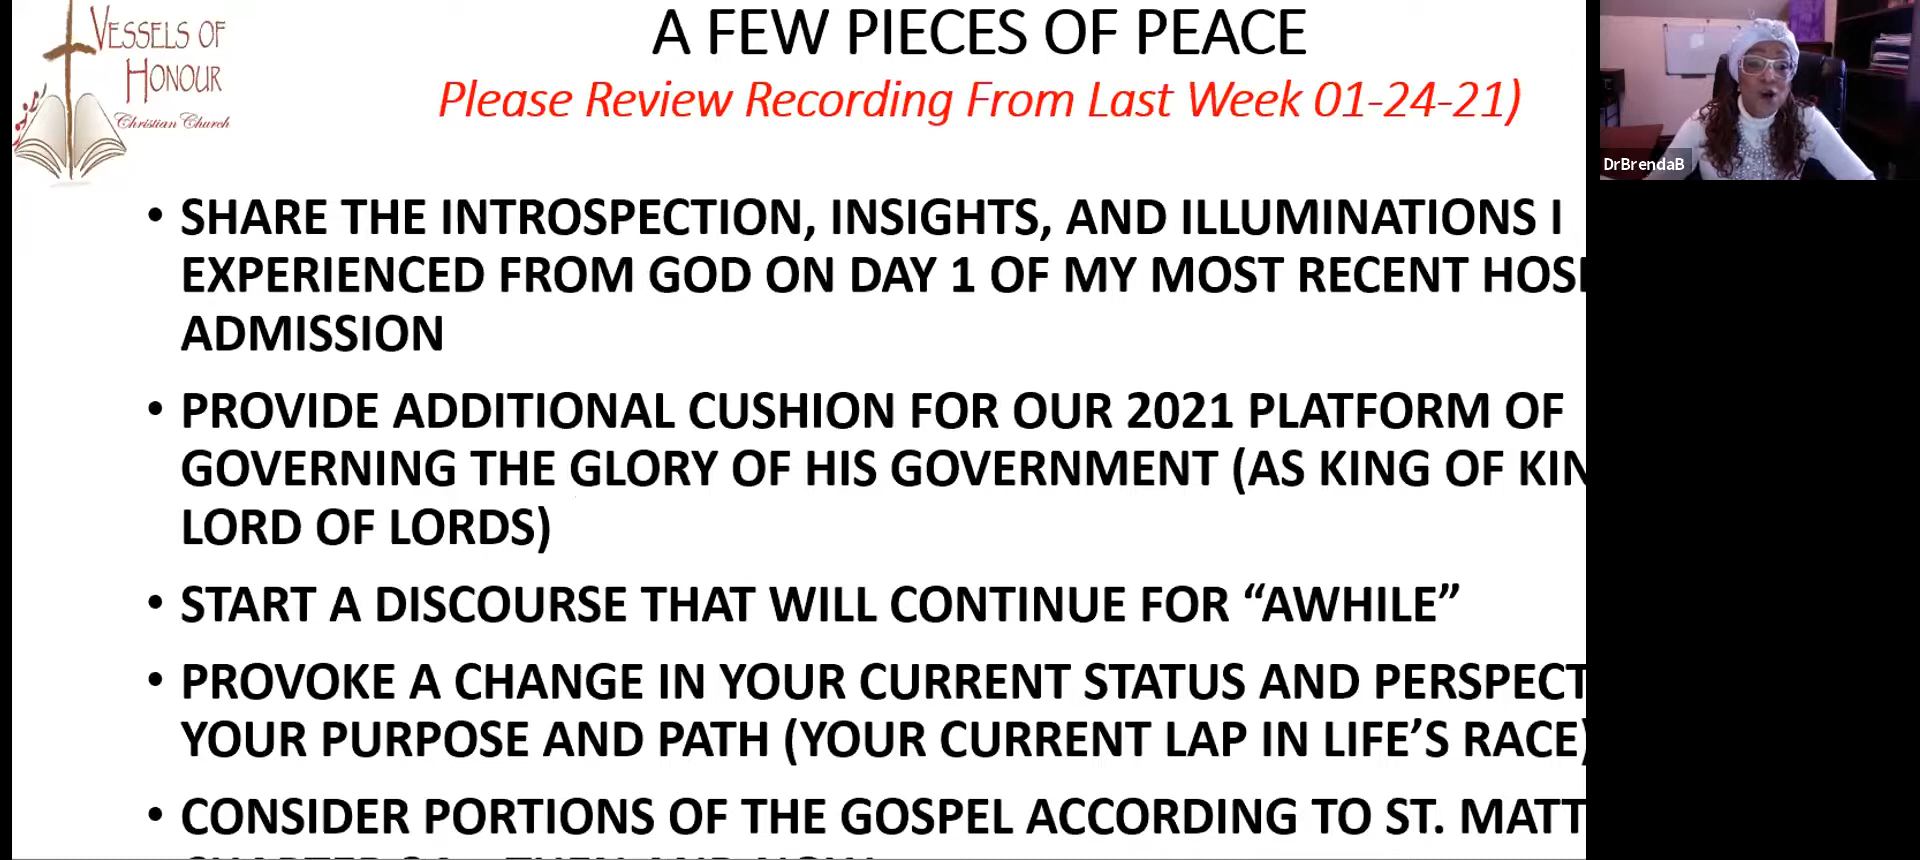 VESSELS OF
HONOUR
Christian Church
A FEW PIECES OF PEACE
Please Review Recording From Last Week 01-24-21)
DrBrendaB
• SHARE THE INTROSPECTION, INSIGHTS, AND ILLUMINATIONS I
EXPERIENCED FROM GOD ON DAY 1 OF MY MOST RECENT
ADMISSION
• PROVIDE ADDITIONAL CUSHION FOR OUR 2021 PLATFORM OF
GOVERNING THE GLORY OF HIS GOVERNMENT (AS KING OF
LORD OF LORDS)
• START A DISCOURSE THAT WILL CONTINUE FOR “AWHILE”
• PROVOKE A CHANGE IN YOUR CURRENT STATUS AND PERSPECT
YOUR PURPOSE AND PATH (YOUR CURRENT LAP IN LIFE’S RACE)
• CONSIDER PORTIONS OF THE GOSPEL ACCORDING TO ST. MATT